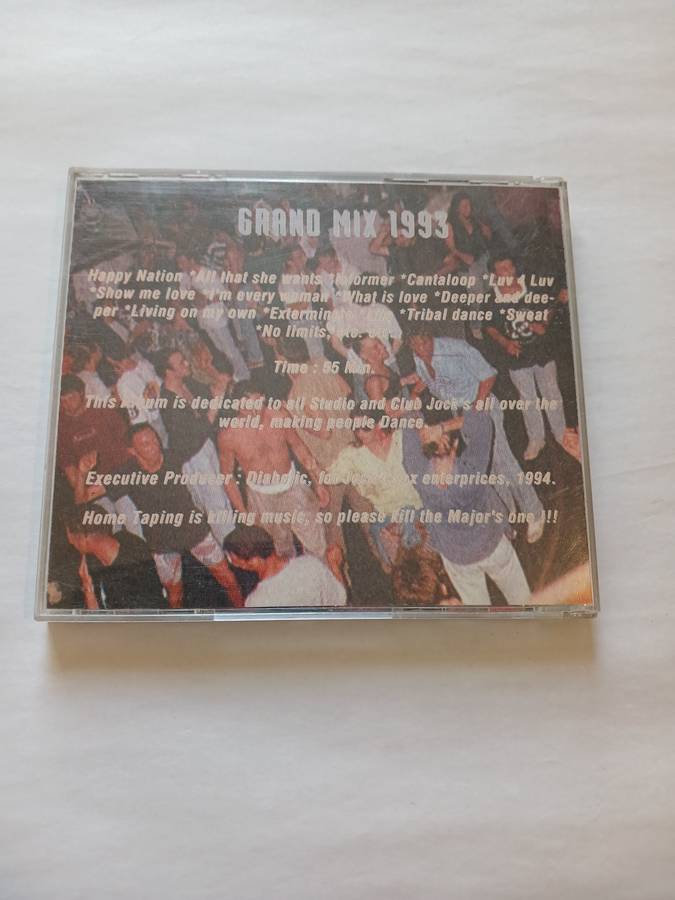 GRAND MIX 1993
Happy Nation *All that she wants *Informer *Cantaloop *Luv 4 Luv
*Show me love *I'm every woman *What is love *Deeper and dee-
per *Living on my own *Exterminate *Tribal dance *Sweat
*No limits, etc. etc.
Time : 55 Min.
This Album is dedicated to all Studio and Club Jock's all over the
world, making people Dance.
Executive Producer : Diabolic, for enterprices, 1994.
Home Taping is killing music, so please kill the Major's one !!!